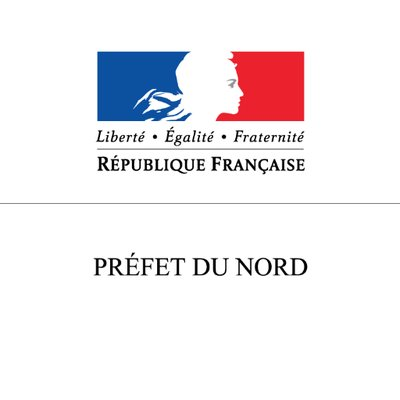 Liberté • Égalité • Fraternité
RÉPUBLIQUE FRANÇAISE
PRÉFET DU NORD